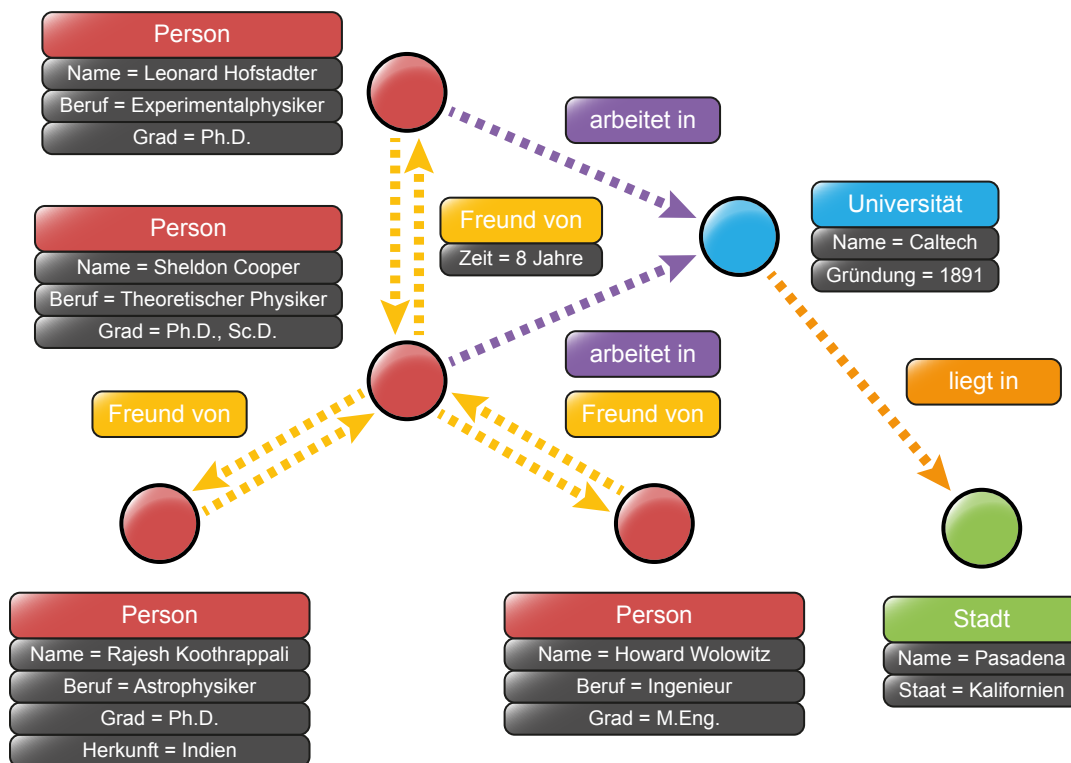 Person
Name = Leonard Hofstadter
Beruf = Experimentalphysiker
Grad = Ph.D.
arbeitet in
Person
Name = Sheldon Cooper
Beruf = Theoretischer Physiker
Grad = Ph.D., Sc.D.
Freund von
Zeit = 8 Jahre
Universität
Name = Caltech
Gründung = 1891
arbeitet in
liegt in
Freund von
Freund von
Person
Name = Rajesh Koothrappali
Beruf = Astrophysiker
Grad = Ph.D.
Herkunft = Indien
Person
Name = Howard Wolowitz
Beruf = Ingenieur
Grad = M.Eng.
Stadt
Name = Pasadena
Staat = Kalifornien